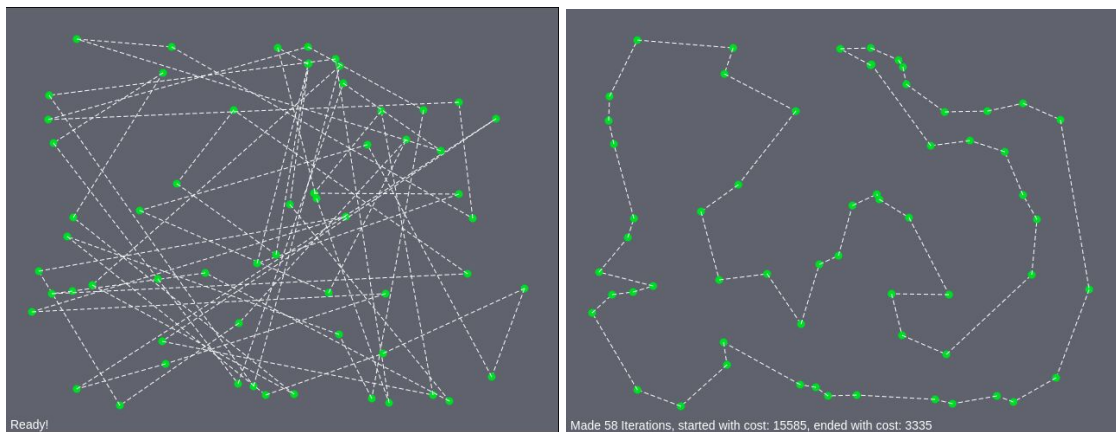 Ready!
Made 58 Iterations, started with cost: 15585, ended with cost: 3335